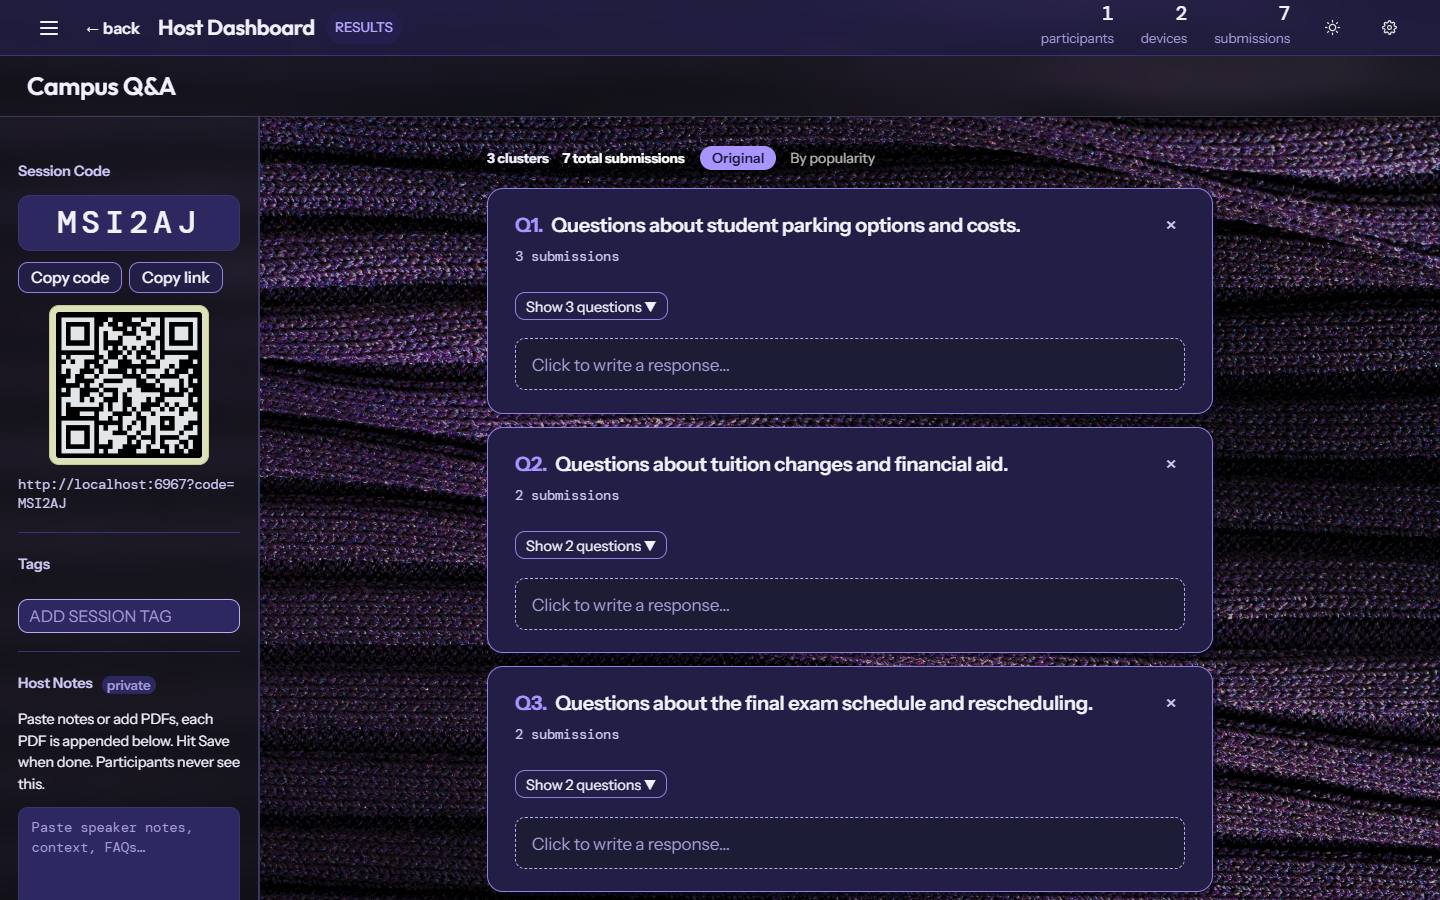 ← back Host Dashboard RESULTS
1 participants
2 devices
7 submissions
Campus Q&A
Session Code
MSI2AJ
Copy code Copy link
http://localhost:6967?code=
MSI2AJ
Tags
ADD SESSION TAG
Host Notes private
Paste notes or add PDFs, each
PDF is appended below. Hit Save
when done. Participants never see
this.
Paste speaker notes,
context, FAQs…
3 clusters 7 total submissions Original By popularity
Q1. Questions about student parking options and costs. ×
3 submissions
Show 3 questions ▼
Click to write a response...
Q2. Questions about tuition changes and financial aid. ×
2 submissions
Show 2 questions ▼
Click to write a response...
Q3. Questions about the final exam schedule and rescheduling. ×
2 submissions
Show 2 questions ▼
Click to write a response...